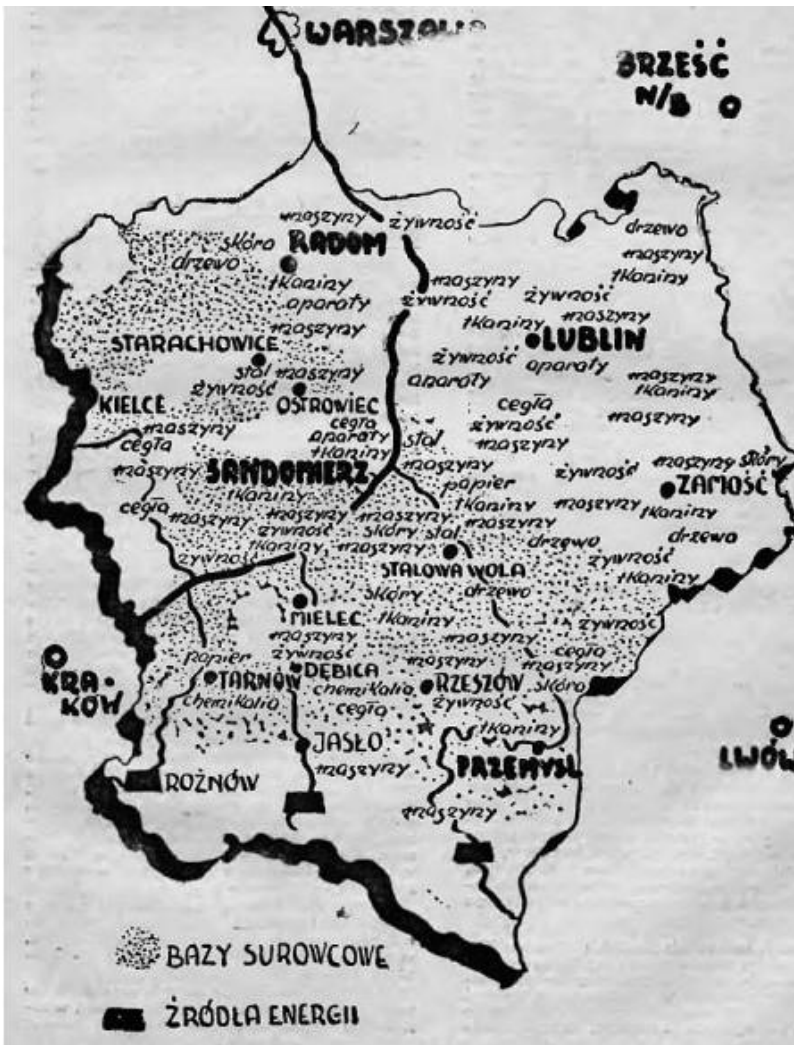 WARSZAWA
BRZEŚĆ
N/B
maszyny
żywność
skóra
RADOM
drzewo
tkaniny
aparaty
maszyny
drzewo
maszyny
tkaniny
maszyny
żywność
żywność
maszyny
tkaniny
LUBLIN
żywność
aparaty
aparaty
maszyny
tkaniny
maszyny
STARACHOWICE
stal maszyny
żywność
OSTROWIEC
KIELCE
maszyny
cegła
cegła
aparaty
tkaniny
cegła
żywność
maszyny
stal
maszyny
papier
SANDOMIERZ
maszyny
tkaniny
cegła
maszyny
maszyny
maszyny
żywność
skóry stal
tkaniny, maszyny
żywność
tkaniny
maszyny
żywność
maszyny skóry
ZAMOŚĆ
maszyny
tkaniny
drzewo
drzewo
żywność
tkaniny
STALOWA WOLA
skóry
drzewo
tkaniny
żywność
MIELEC
maszyny
maszyny
żywność
cegła
maszyny
maszyny
papier
DĘBICA
TARNÓW
chemikalia
chemikalia
cegła
RZESZÓW
skóra
żywność
KRA-
KÓW
JASŁO
maszyny
tkaniny
PRZEMYŚL
LWÓW
ROŻNÓW
maszyny
BAZY SUROWCOWE
ŹRÓDŁA ENERGII